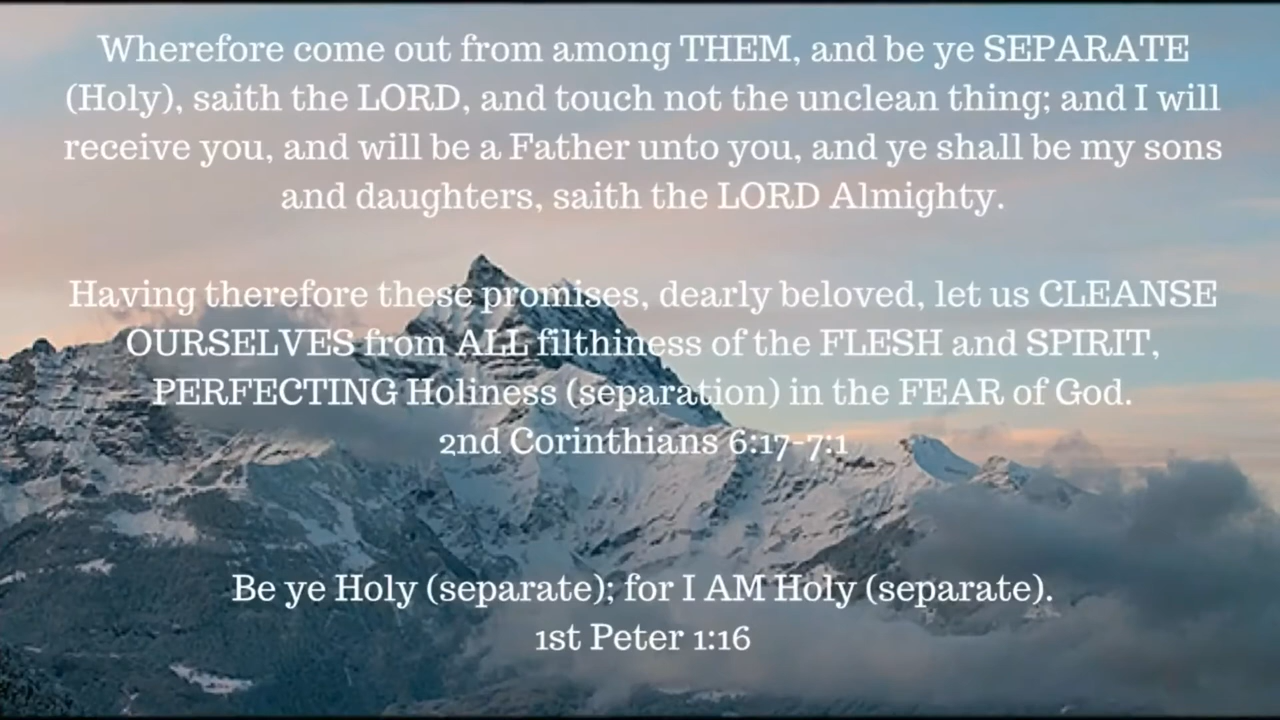 Wherefore come out from among THEM, and be ye SEPARATE
(Holy), saith the LORD, and touch not the unclean thing; and I will
receive you, and will be a Father unto you, and ye shall be my sons
and daughters, saith the LORD Almighty.
Having therefore these promises, dearly beloved, let us CLEANSE
OURSELVES from ALL filthiness of the FLESH and SPIRIT,
PERFECTING Holiness (separation) in the FEAR of God.
2nd Corinthians 6:17-7:1
Be ye Holy (separate); for I AM Holy (separate).
1st Peter 1:16